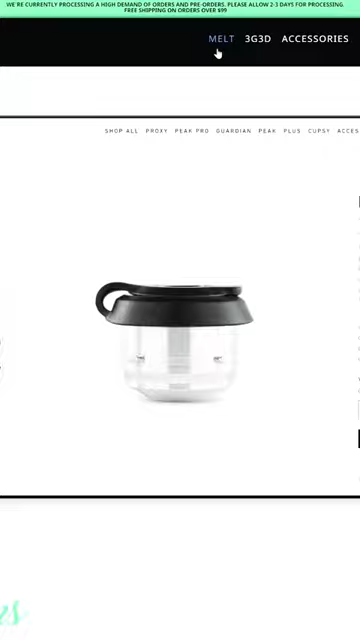 WE'RE CURRENTLY PROCESSING A HIGH DEMAND OF ORDERS AND PRE-ORDERS. PLEASE ALLOW 2-3 DAYS FOR PROCESSING.
FREE SHIPPING ON ORDERS OVER $99
MELT 3G3D ACCESSORIES
SHOP ALL PROXY PEAK PRO GUARDIAN PEAK PLUS CUPSY ACCES